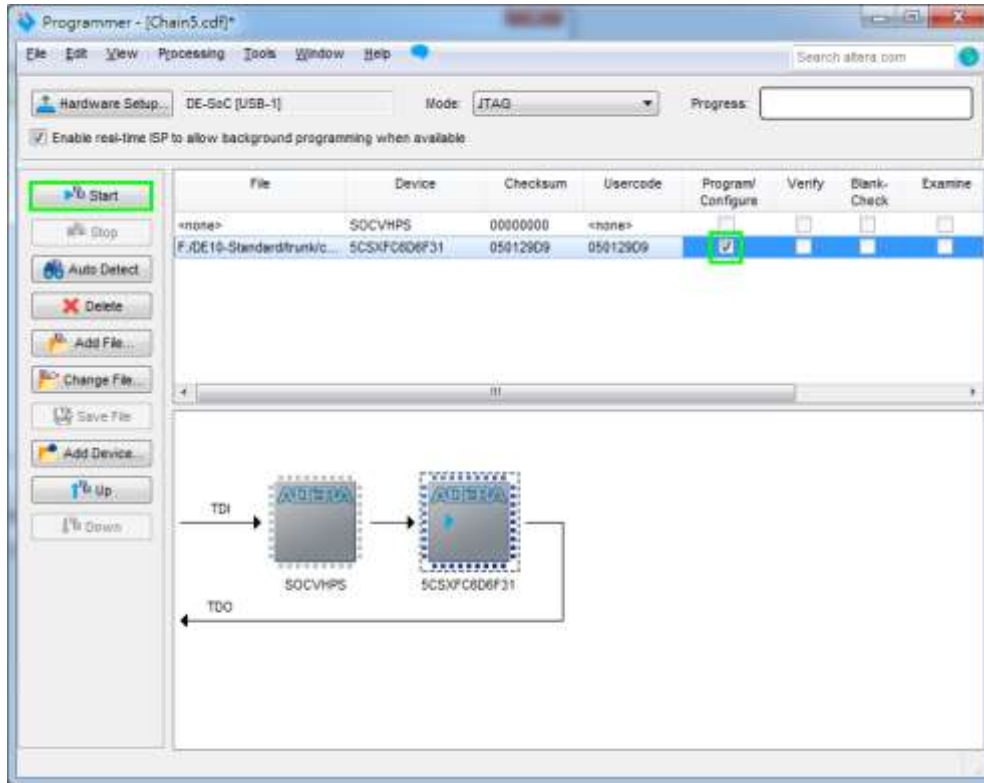 Programmer - [Chain5.cdf]*
File Edit View Processing Tools Window Help
Search altera.com
Hardware Setup... DE-SoC [USB-1] Mode: JTAG Progress:
Enable real-time ISP to allow background programming when available
Start
Stop
Auto Detect
Delete
Add File...
Change File...
Save File
Add Device...
Up
Down
File Device Checksum Usercode Program/Configure Verify Blank-Check Examine
<none> SOCVHPS 00000000 <none>
F:/DE10-Standard/trunk/c... 5CSXFC6D6F31 050129D9 050129D9
TDI
ALTERA
ALTERA
SOCVHPS
5CSXFC6D6F31
TDO